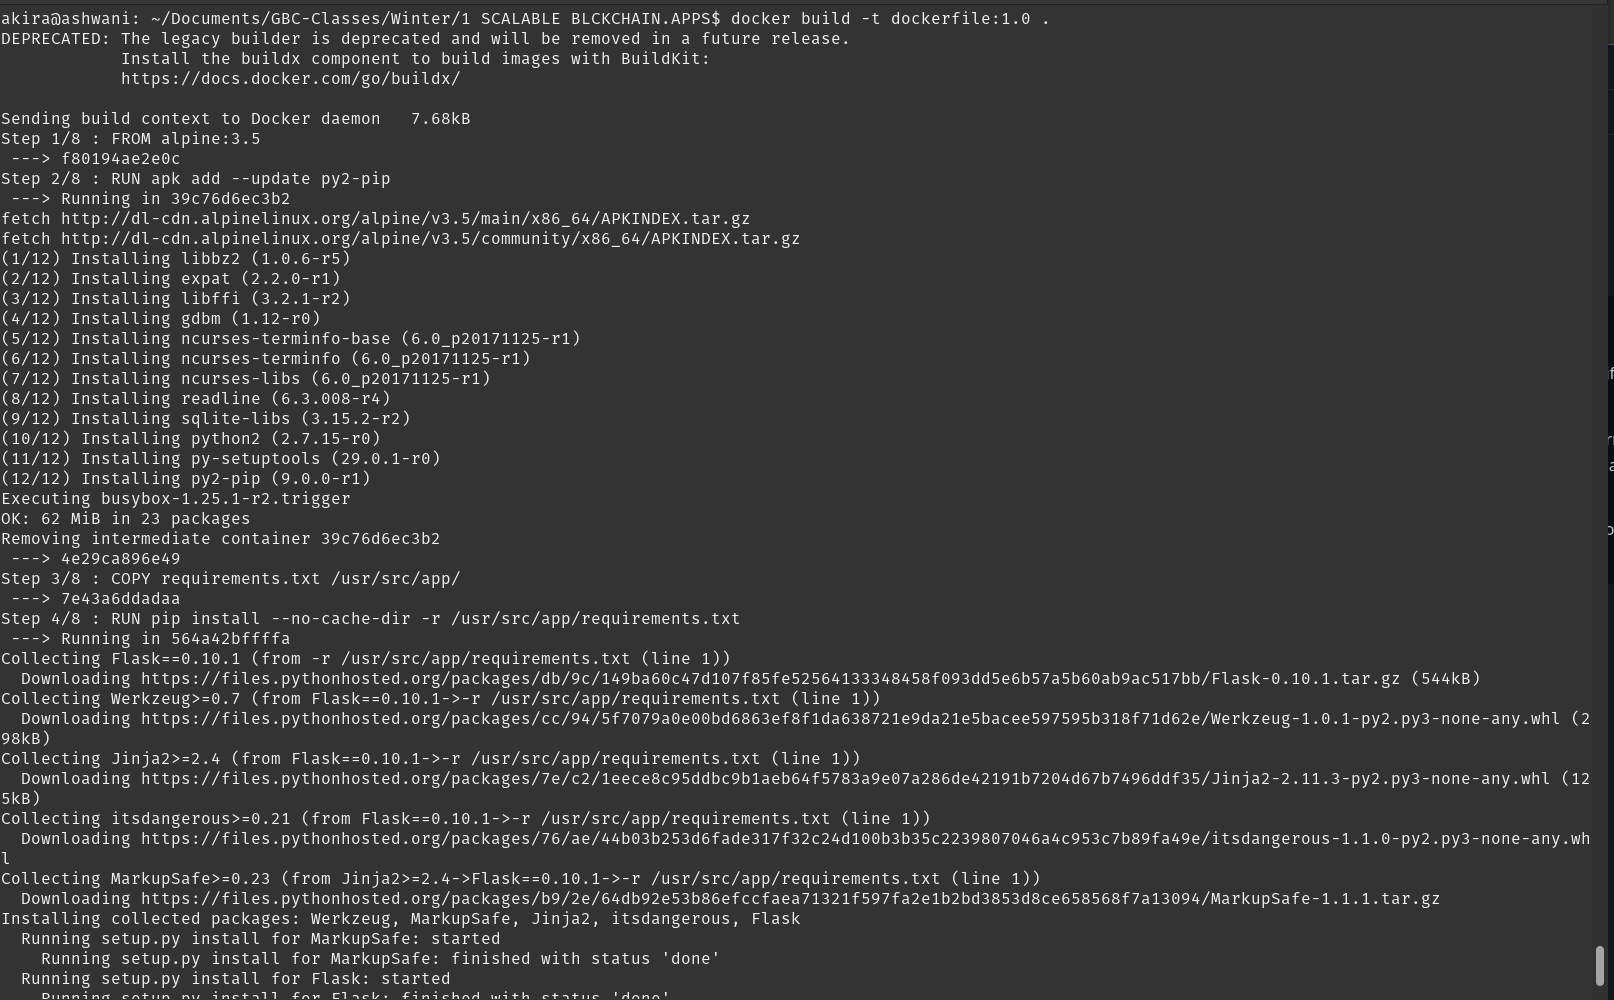 akira@ashwani: ~/Documents/GBC-Classes/Winter/1 SCALABLE BLCKCHAIN.APPS$ docker build -t dockerfile:1.0 .
DEPRECATED: The legacy builder is deprecated and will be removed in a future release.
            Install the buildx component to build images with BuildKit:
            https://docs.docker.com/go/buildx/

Sending build context to Docker daemon   7.68kB
Step 1/8 : FROM alpine:3.5
 ---> f80194ae2e0c
Step 2/8 : RUN apk add --update py2-pip
 ---> Running in 39c76d6ec3b2
fetch http://dl-cdn.alpinelinux.org/alpine/v3.5/main/x86_64/APKINDEX.tar.gz
fetch http://dl-cdn.alpinelinux.org/alpine/v3.5/community/x86_64/APKINDEX.tar.gz
(1/12) Installing libbz2 (1.0.6-r5)
(2/12) Installing expat (2.2.0-r1)
(3/12) Installing libffi (3.2.1-r2)
(4/12) Installing gdbm (1.12-r0)
(5/12) Installing ncurses-terminfo-base (6.0_p20171125-r1)
(6/12) Installing ncurses-terminfo (6.0_p20171125-r1)
(7/12) Installing ncurses-libs (6.0_p20171125-r1)
(8/12) Installing readline (6.3.008-r4)
(9/12) Installing sqlite-libs (3.15.2-r2)
(10/12) Installing python2 (2.7.15-r0)
(11/12) Installing py-setuptools (29.0.1-r0)
(12/12) Installing py2-pip (9.0.0-r1)
Executing busybox-1.25.1-r2.trigger
OK: 62 MiB in 23 packages
Removing intermediate container 39c76d6ec3b2
 ---> 4e29ca896e49
Step 3/8 : COPY requirements.txt /usr/src/app/
 ---> 7e43a6ddadaa
Step 4/8 : RUN pip install --no-cache-dir -r /usr/src/app/requirements.txt
 ---> Running in 564a42bffffa
Collecting Flask==0.10.1 (from -r /usr/src/app/requirements.txt (line 1))
  Downloading https://files.pythonhosted.org/packages/db/9c/149ba60c47d107f85fe52564133348458f093dd5e6b57a5b60ab9ac517bb/Flask-0.10.1.tar.gz (544kB)
Collecting Werkzeug>=0.7 (from Flask==0.10.1->-r /usr/src/app/requirements.txt (line 1))
  Downloading https://files.pythonhosted.org/packages/cc/94/5f7079a0e00bd6863ef8f1da638721e9da21e5bacee597595b318f71d62e/Werkzeug-1.0.1-py2.py3-none-any.whl (2
98kB)
Collecting Jinja2>=2.4 (from Flask==0.10.1->-r /usr/src/app/requirements.txt (line 1))
  Downloading https://files.pythonhosted.org/packages/7e/c2/1eece8c95ddbc9b1aeb64f5783a9e07a286de42191b7204d67b7496ddf35/Jinja2-2.11.3-py2.py3-none-any.whl (12
5kB)
Collecting itsdangerous>=0.21 (from Flask==0.10.1->-r /usr/src/app/requirements.txt (line 1))
  Downloading https://files.pythonhosted.org/packages/76/ae/44b03b253d6fade317f32c24d100b3b35c2239807046a4c953c7b89fa49e/itsdangerous-1.1.0-py2.py3-none-any.wh
l
Collecting MarkupSafe>=0.23 (from Jinja2>=2.4->Flask==0.10.1->-r /usr/src/app/requirements.txt (line 1))
  Downloading https://files.pythonhosted.org/packages/b9/2e/64db92e53b86efccfaea71321f597fa2e1b2bd3853d8ce658568f7a13094/MarkupSafe-1.1.1.tar.gz
Installing collected packages: Werkzeug, MarkupSafe, Jinja2, itsdangerous, Flask
  Running setup.py install for MarkupSafe: started
    Running setup.py install for MarkupSafe: finished with status 'done'
  Running setup.py install for Flask: started
    Running setup.py install for Flask: finished with status 'done'